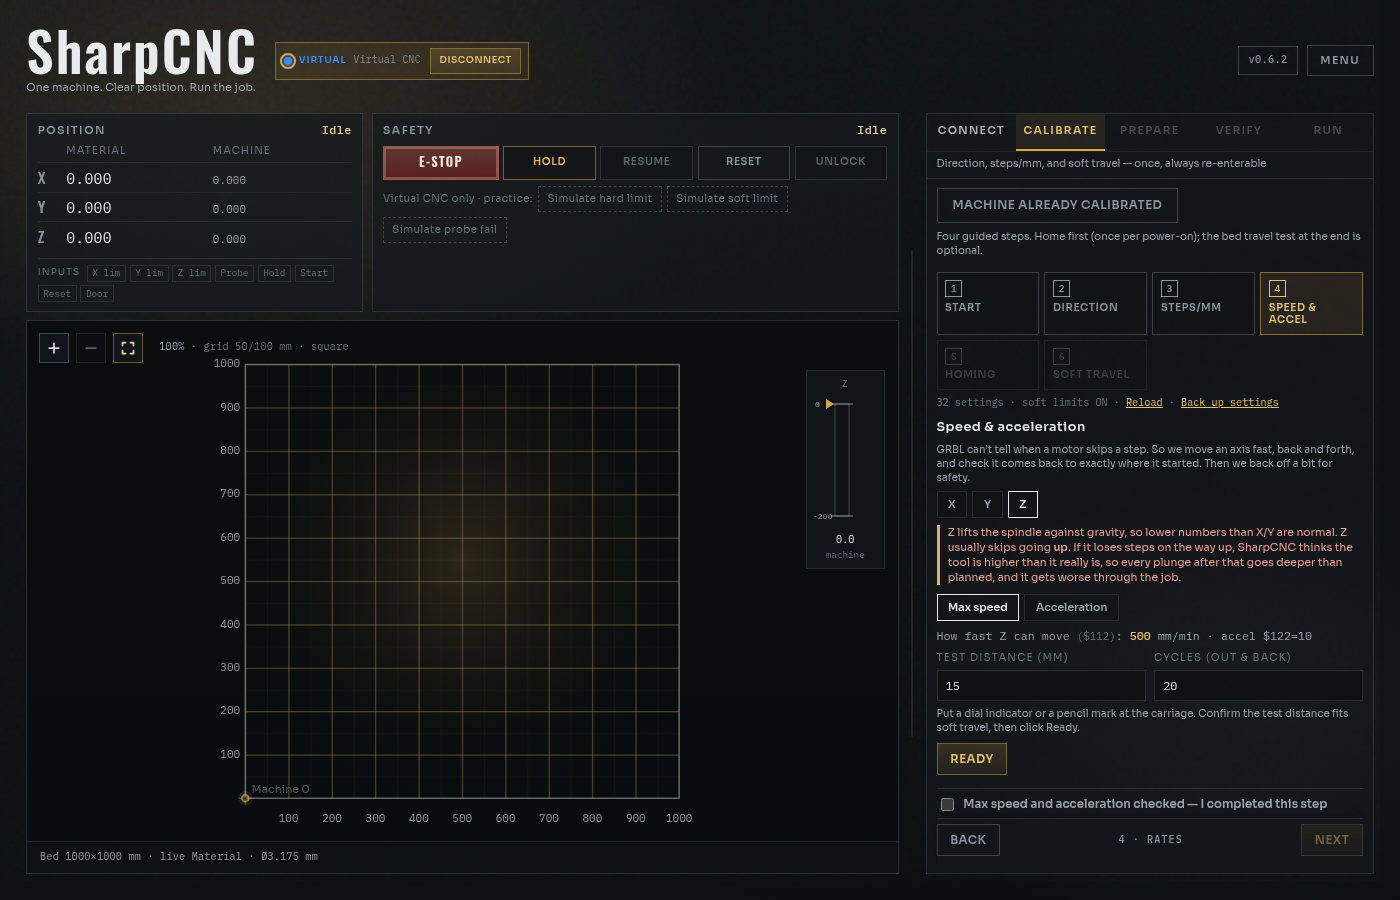 SharpCNC
One machine. Clear position. Run the job.
VIRTUAL Virtual CNC DISCONNECT
v0.6.2 MENU
POSITION Idle
MATERIAL MACHINE
X 0.000 0.000
Y 0.000 0.000
Z 0.000 0.000
INPUTS X lim Y lim Z lim Probe Hold Start
Reset Door
SAFETY Idle
E-STOP HOLD RESUME RESET UNLOCK
Virtual CNC only · practice: Simulate hard limit Simulate soft limit
Simulate probe fail
+ − 100% · grid 50/100 mm · square
1000
900
800
700
600
500
400
300
200
100
Machine 0
100 200 300 400 500 600 700 800 900 1000
Z
0
-200
0.0
machine
Bed 1000×1000 mm · live Material · Ø3.175 mm
CONNECT CALIBRATE PREPARE VERIFY RUN
Direction, steps/mm, and soft travel — once, always re-enterable
MACHINE ALREADY CALIBRATED
Four guided steps. Home first (once per power-on); the bed travel test at the end is
optional.
1 START
2 DIRECTION
3 STEPS/MM
4 SPEED &
ACCEL
5 HOMING
6 SOFT TRAVEL
32 settings · soft limits ON · Reload · Back up settings
Speed & acceleration
GRBL can't tell when a motor skips a step. So we move an axis fast, back and forth,
and check it comes back to exactly where it started. Then we back off a bit for
safety.
X Y Z
Z lifts the spindle against gravity, so lower numbers than X/Y are normal. Z
usually skips going up. If it loses steps on the way up, SharpCNC thinks the
tool is higher than it really is, so every plunge after that goes deeper than
planned, and it gets worse through the job.
Max speed Acceleration
How fast Z can move ($112): 500 mm/min · accel $122=10
TEST DISTANCE (MM) CYCLES (OUT & BACK)
15 20
Put a dial indicator or a pencil mark at the carriage. Confirm the test distance fits
soft travel, then click Ready.
READY
Max speed and acceleration checked — I completed this step
BACK 4 · RATES NEXT